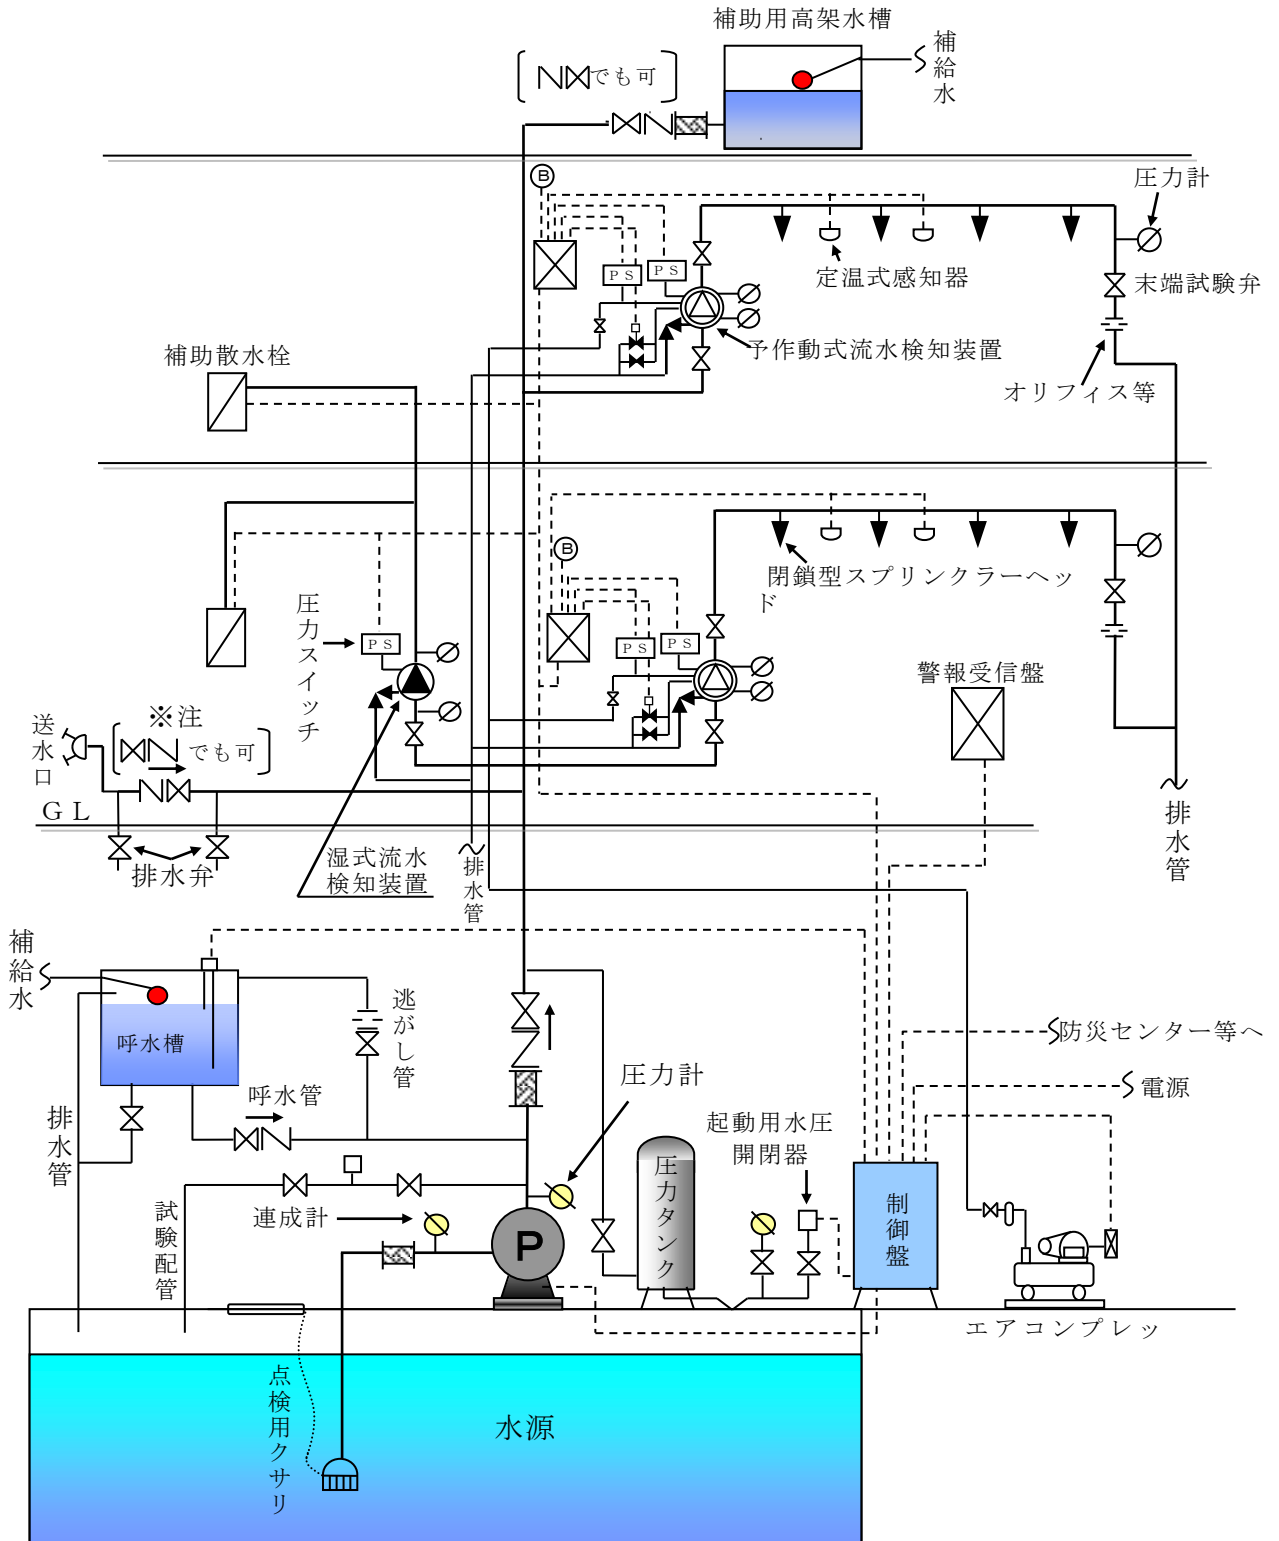 補助用高架水槽
補給水
でも可
B
圧力計
PS
PS
定温式感知器
末端試験弁
予作動式流水検知装置
補助散水栓
オリフィス等
B
閉鎖型スプリンクラーヘッ
ド
圧力スイッチ
PS
PS
PS
警報受信盤
送水口
※注
でも可
GL
排水弁
湿式流水
検知装置
排水管
排水管
補給水
呼水槽
逃がし管
防災センター等へ
圧力計
電源
呼水管
排水管
起動用水圧
開閉器
圧力タンク
試験配管
連成計
P
制御盤
エアコンプレッ
点検用クサリ
水源